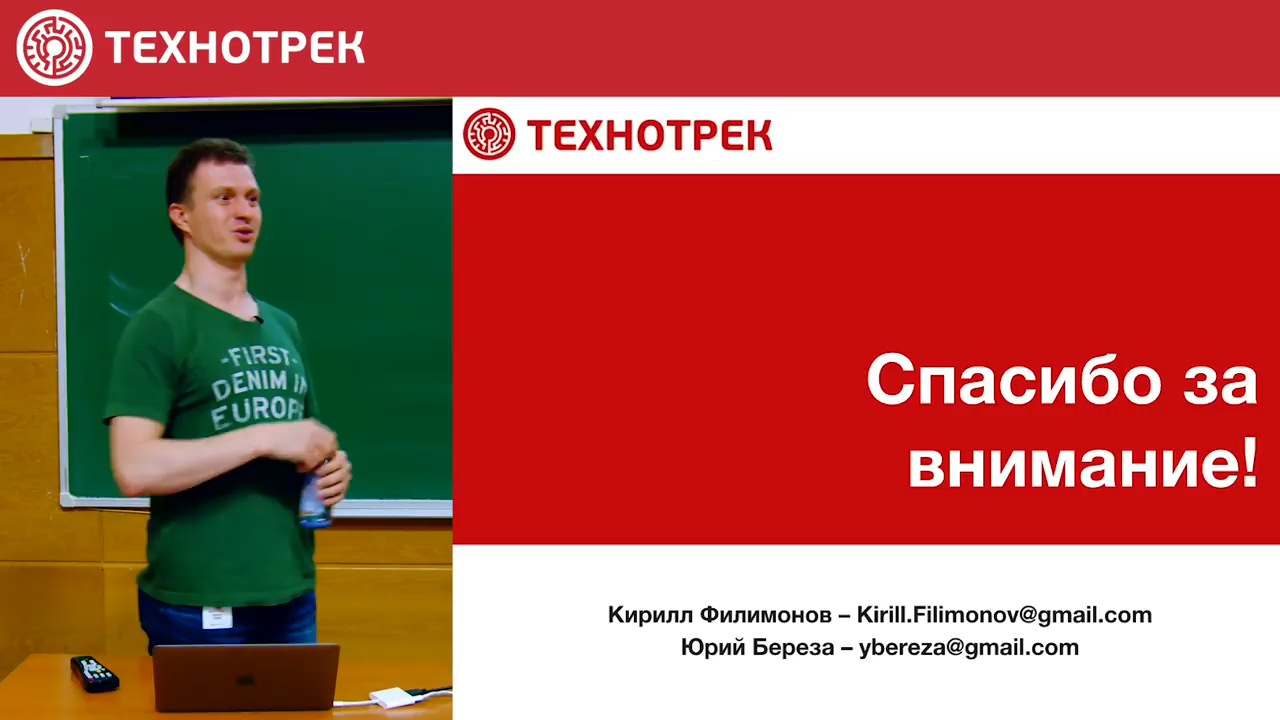 ТЕХНОТРЕК
ТЕХНОТРЕК
-FIRST-
DENIM IN
EUROPE
Спасибо за
внимание!
Кирилл Филимонов – Kirill.Filimonov@gmail.com
Юрий Береза – ybereza@gmail.com